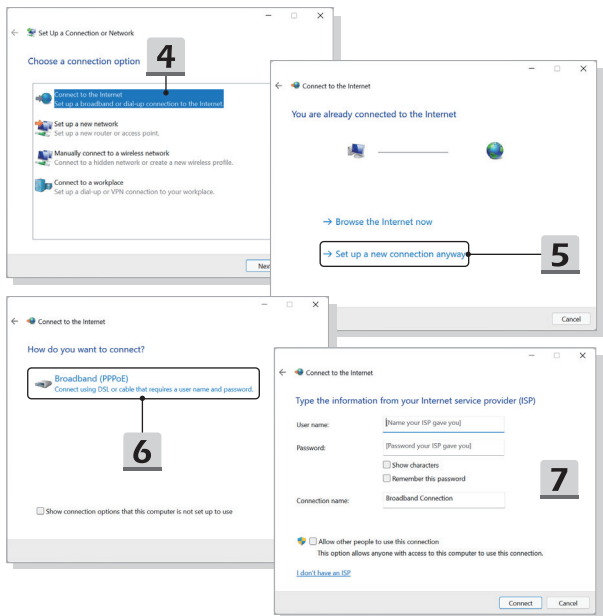 Set Up a Connection or Network
Choose a connection option
4
Connect to the Internet
Set up a broadband or dial-up connection to the Internet.
Set up a new network
Set up a new router or access point.
Manually connect to a wireless network
Connect to a hidden network or create a new wireless profile.
Connect to a workplace
Set up a dial-up or VPN connection to your workplace.
Connect to the Internet
You are already connected to the Internet
→ Browse the Internet now
→ Set up a new connection anyway
5
Cancel
Connect to the Internet
How do you want to connect?
Broadband (PPPoE)
Connect using DSL or cable that requires a user name and password.
6
Show connection options that this computer is not set up to use
Connect to the Internet
Type the information from your Internet service provider (ISP)
User name: [Name your ISP gave you]
Password: [Password your ISP gave you]
Show characters
Remember this password
7
Connection name: Broadband Connection
Allow other people to use this connection
This option allows anyone with access to this computer to use this connection.
I don't have an ISP
Connect Cancel